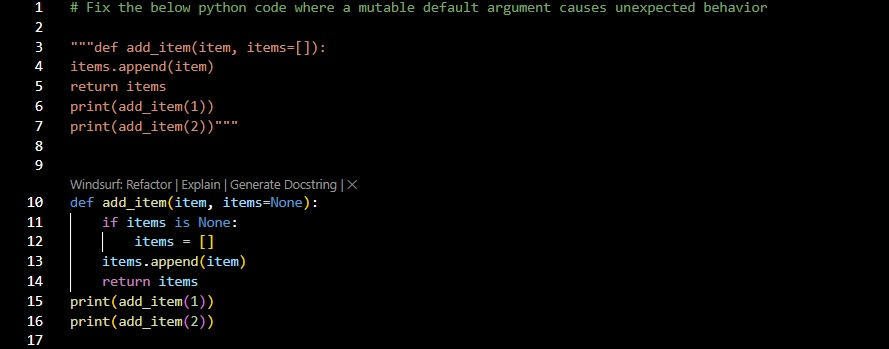 1 # Fix the below python code where a mutable default argument causes unexpected behavior
2
3 """def add_item(item, items=[]):
4 items.append(item)
5 return items
6 print(add_item(1))
7 print(add_item(2))"""
8
9
Windsurf: Refactor | Explain | Generate Docstring | ×
10 def add_item(item, items=None):
11     if items is None:
12         items = []
13     items.append(item)
14     return items
15 print(add_item(1))
16 print(add_item(2))
17